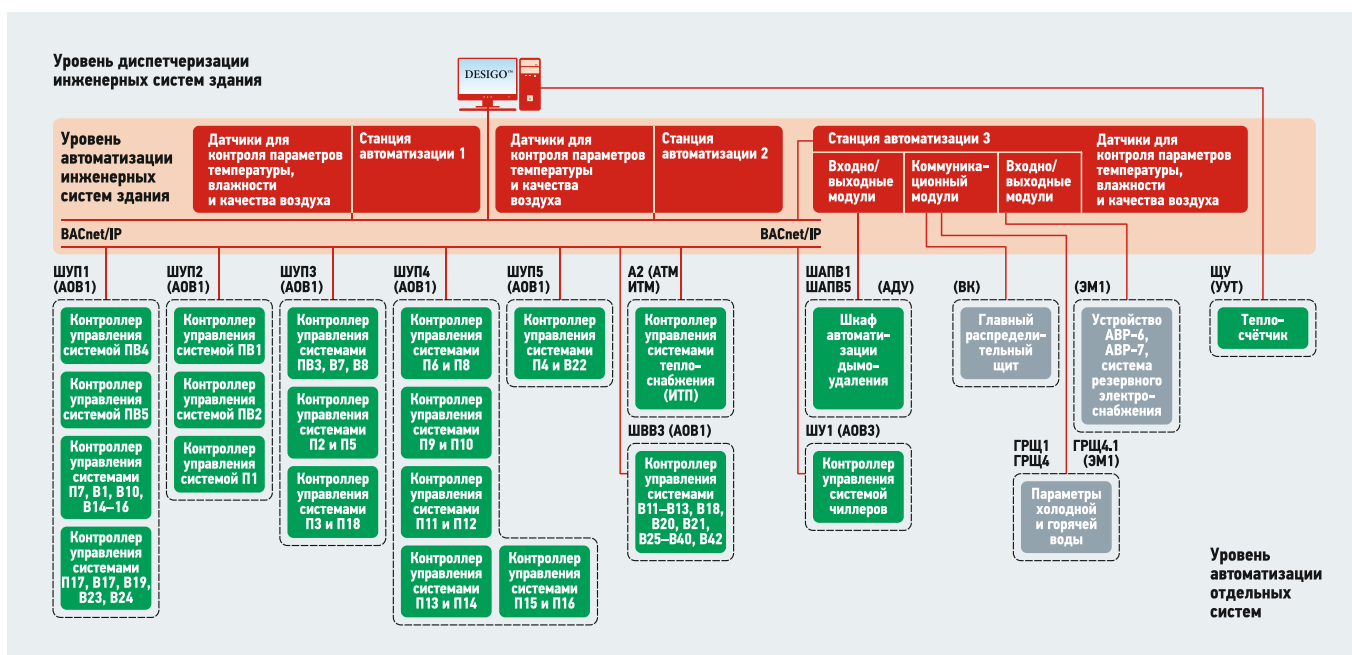 Уровень диспетчеризации
инженерных систем здания
DESIGO™
Уровень
автоматизации
инженерных
систем здания
Датчики для
контроля параметров
температуры,
влажности
и качества воздуха
Станция
автоматизации 1
Датчики для
контроля параметров
температуры
и качества
воздуха
Станция
автоматизации 2
Станция автоматизации 3
Входно/
выходные
модули
Коммуника-
ционный
модули
Входно/
выходные
модули
Датчики для
контроля параметров
температуры,
влажности
и качества воздуха
BACnet/IP
BACnet/IP
ШУП1
(АОВ1)
Контроллер
управления
системой ПВ4
Контроллер
управления
системой ПВ5
Контроллер
управления
системами
П7, В1, В10,
В14–16
Контроллер
управления
системами
П17, В17, В19,
В23, В24
ШУП2
(АОВ1)
Контроллер
управления
системой ПВ1
Контроллер
управления
системой ПВ2
Контроллер
управления
системой П1
ШУП3
(АОВ1)
Контроллер
управления
системами
ПВ3, В7, В8
Контроллер
управления
системами
П2 и П5
Контроллер
управления
системами
П3 и П18
ШУП4
(АОВ1)
Контроллер
управления
системами
П6 и П8
Контроллер
управления
системами
П9 и П10
Контроллер
управления
системами
П11 и П12
Контроллер
управления
системами
П13 и П14
Контроллер
управления
системами
П15 и П16
ШУП5
(АОВ1)
Контроллер
управления
системами
П4 и В22
А2 (АТМ
ИТМ)
Контроллер
управления
системами
тепло-
снабжения
(ИТП)
ШВВ3 (АОВ1)
Контроллер
управления
системами
В11–В13, В18,
В20, В21,
В25–В40, В42
ШАПВ1
ШАПВ5
(АДУ)
Шкаф
автомати-
зации
дымо-
удаления
ШУ1 (АОВ3)
Контроллер
управления
системой
чиллеров
(ВК)
Главный
распредели-
тельный
щит
(ЭМ1)
Устройство
АВР–6,
АВР–7,
система
резервного
электро-
снабжения
ГРЩ1
ГРЩ4
ГРЩ4.1
(ЭМ1)
Параметры
холодной
и горячей
воды
ЩУ
(УУТ)
Тепло-
счётчик
Уровень
автоматизации
отдельных
систем